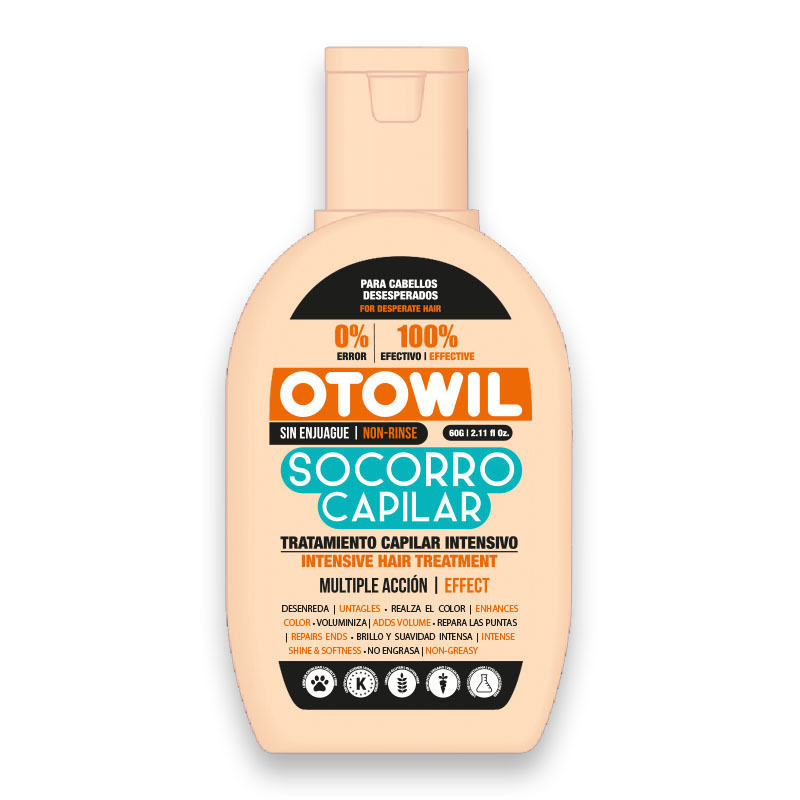 PARA CABELLOS
DESESPERADOS
FOR DESPERATE HAIR
0% 100%
ERROR EFECTIVO | EFFECTIVE
OTOWIL
SIN ENJUAGUE | NON-RINSE 60G | 2.11 fl Oz.
SOCORRO
CAPILAR
TRATAMIENTO CAPILAR INTENSIVO
INTENSIVE HAIR TREATMENT
MULTIPLE ACCIÓN | EFFECT
DESENREDA | UNTAGLES • REALZA EL COLOR | ENHANCES
COLOR • VOLUMINIZA | ADDS VOLUME • REPARA LAS PUNTAS
| REPAIRS ENDS • BRILLO Y SUAVIDAD INTENSA | INTENSE
SHINE & SOFTNESS • NO ENGRASA | NON-GREASY
K